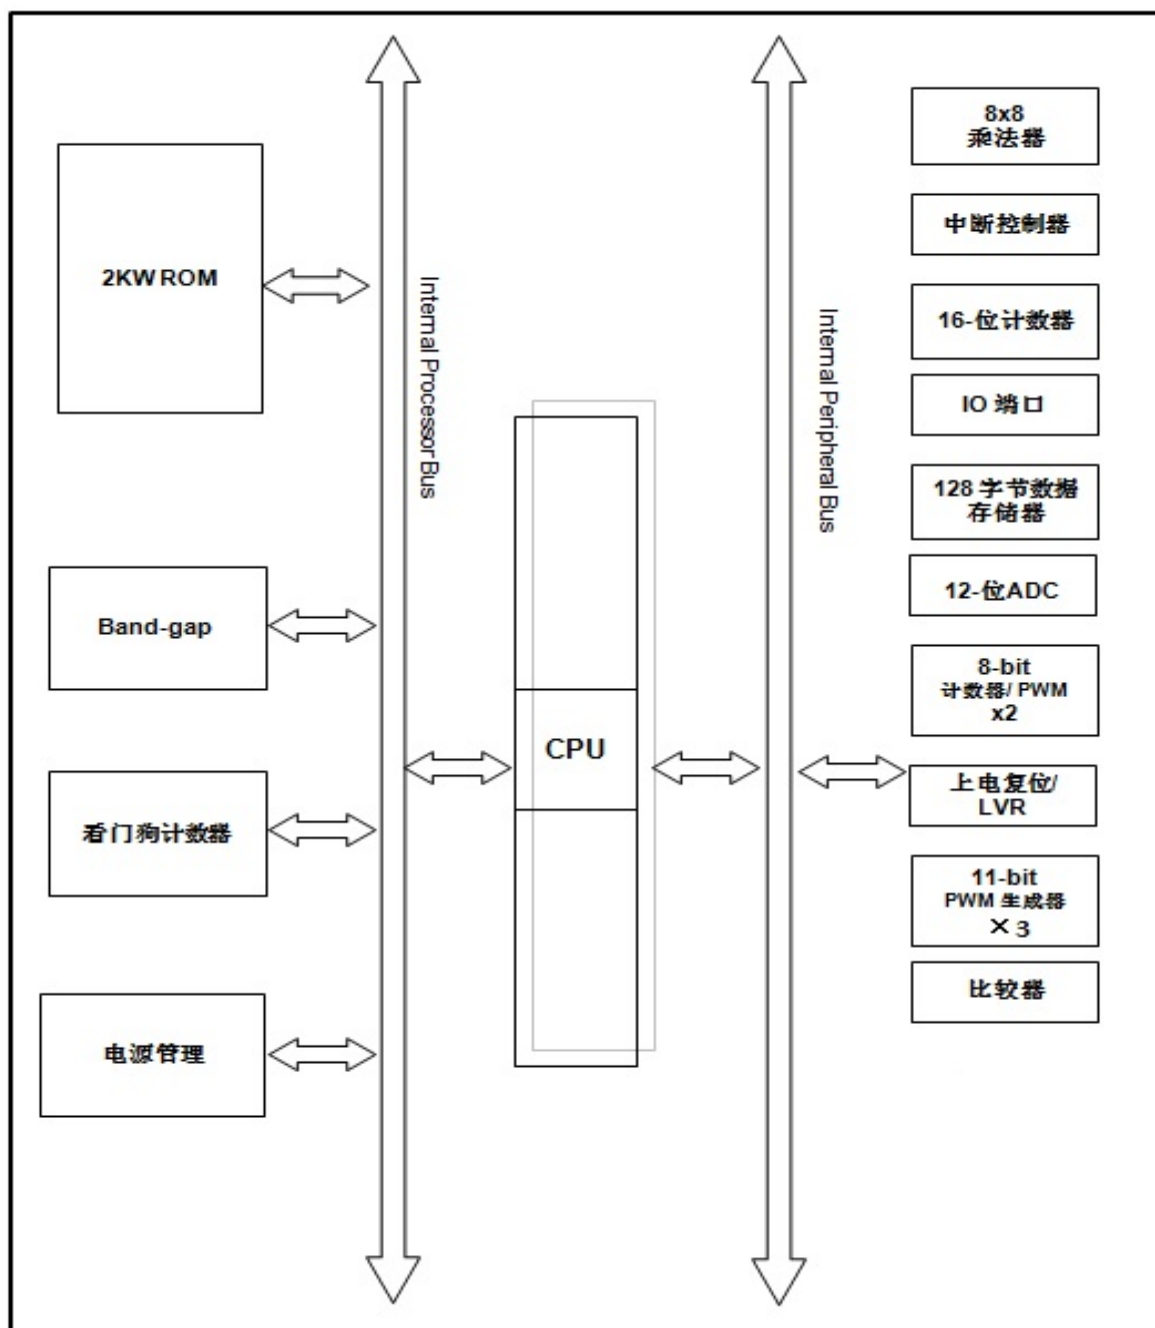 2KW ROM
Band-gap
看门狗计数器
电源管理
Internal Processor Bus
CPU
Internal Peripheral Bus
8x8
乘法器
中断控制器
16-位计数器
IO 端口
128 字节数据
存储器
12-位ADC
8-bit
计数器/ PWM
x2
上电复位/
LVR
11-bit
PWM 生成器
×3
比较器